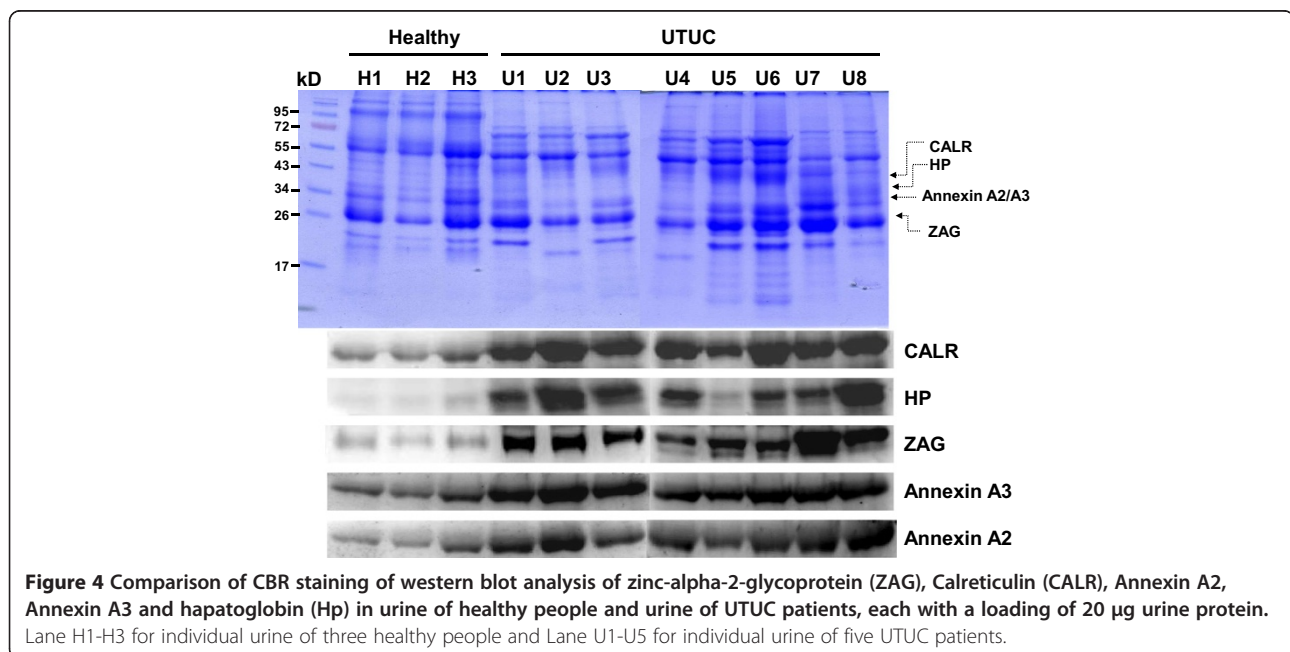 Healthy UTUC
kD H1 H2 H3 U1 U2 U3 U4 U5 U6 U7 U8
95
72
55
43
34
26
17
CALR
HP
Annexin A2/A3
ZAG
CALR
HP
ZAG
Annexin A3
Annexin A2
Figure 4 Comparison of CBR staining of western blot analysis of zinc-alpha-2-glycoprotein (ZAG), Calreticulin (CALR), Annexin A2,
Annexin A3 and hapatoglobin (Hp) in urine of healthy people and urine of UTUC patients, each with a loading of 20 μg urine protein.
Lane H1-H3 for individual urine of three healthy people and Lane U1-U5 for individual urine of five UTUC patients.